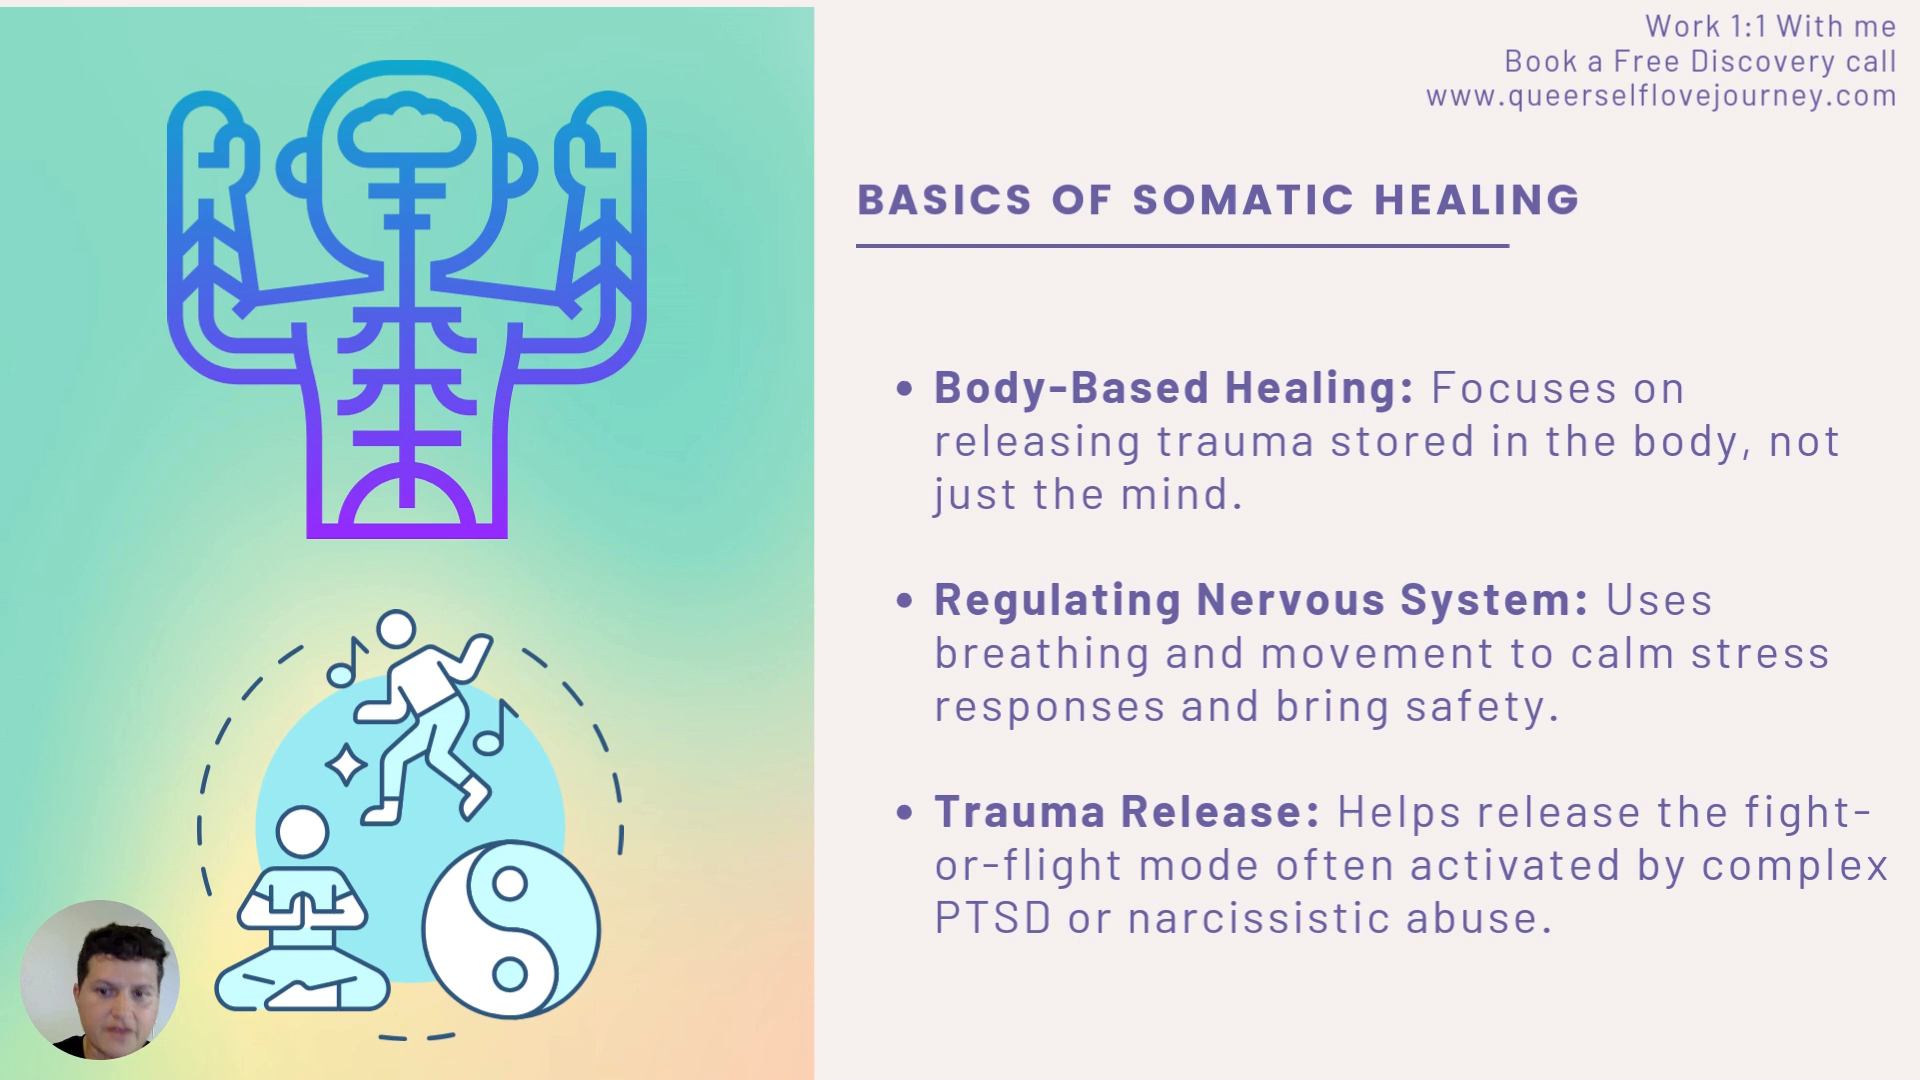 Work 1:1 With me
Book a Free Discovery call
www.queerselflovejourney.com
BASICS OF SOMATIC HEALING
• Body-Based Healing: Focuses on
releasing trauma stored in the body, not
just the mind.
• Regulating Nervous System: Uses
breathing and movement to calm stress
responses and bring safety.
• Trauma Release: Helps release the fight-
or-flight mode often activated by complex
PTSD or narcissistic abuse.